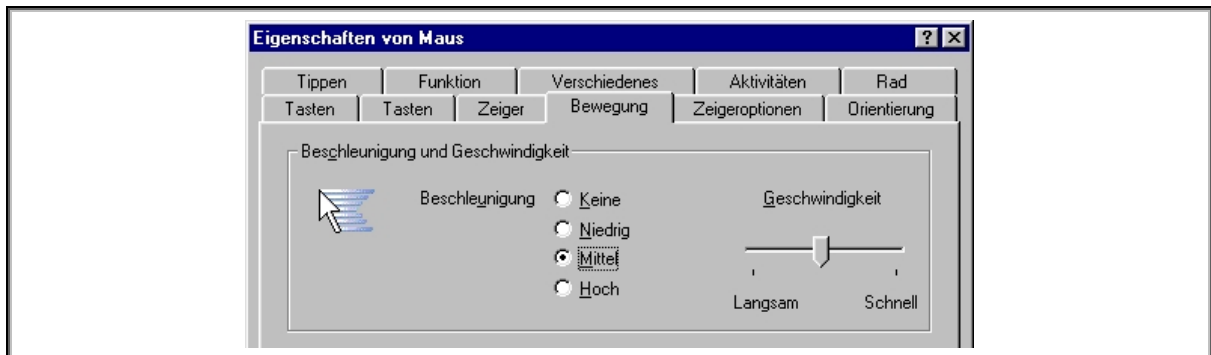 Eigenschaften von Maus
Tippen Funktion Verschiedenes Aktivitäten Rad
Tasten Tasten Zeiger Bewegung Zeigeroptionen Orientierung
Beschleunigung und Geschwindigkeit
Beschleunigung Keine Geschwindigkeit
Niedrig
Mittel
Hoch
Langsam Schnell